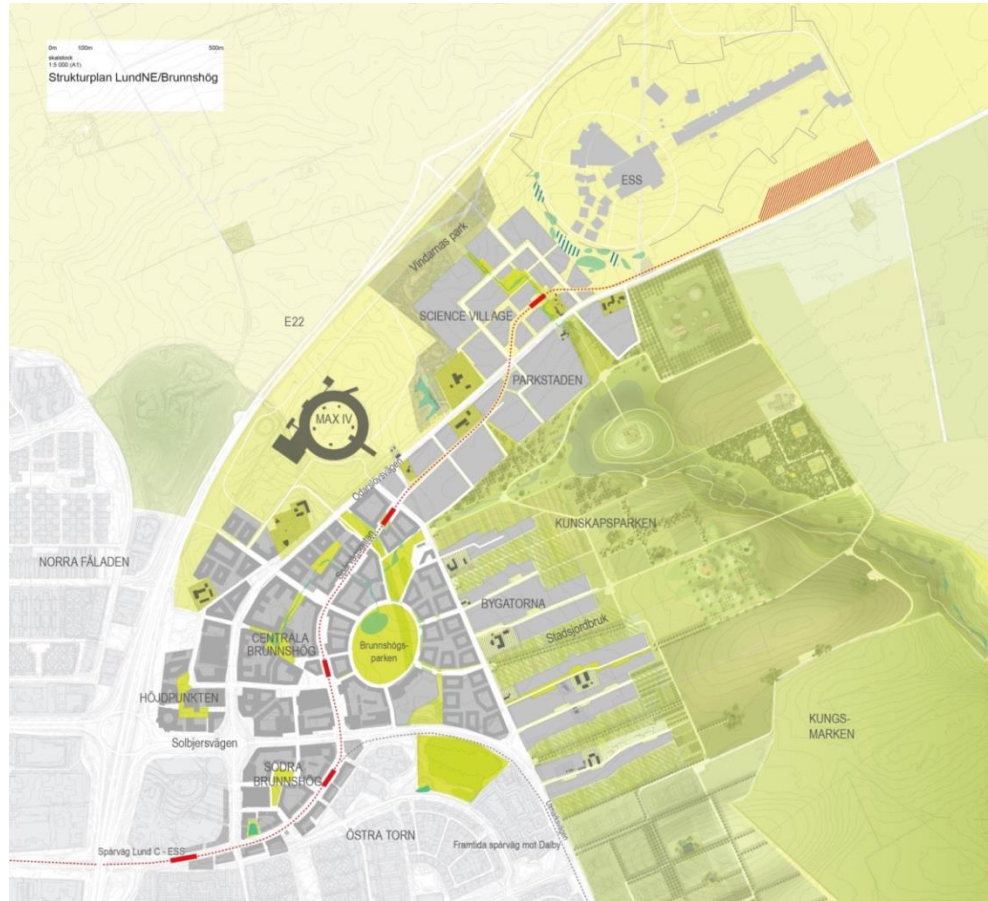 0m 100m 500m
skalstock
1:5 000 (A1)
Strukturplan LundNE/Brunnshög
ESS
Vindarnas park
E22
SCIENCE VILLAGE
PARKSTADEN
MAX IV
Odarslövsvägen
KUNSKAPSPARKEN
NORRA FÄLADEN
BYGATORNA
Stadsjordbruk
CENTRALA
BRUNNSHÖG
Brunnshögs-
parken
HÖJDPUNKTEN
KUNGS-
MARKEN
Solbjersvägen
SÖDRA
BRUNNSHÖG
ÖSTRA TORN
Spårväg Lund C - ESS
Framtida spårväg mot Dalby